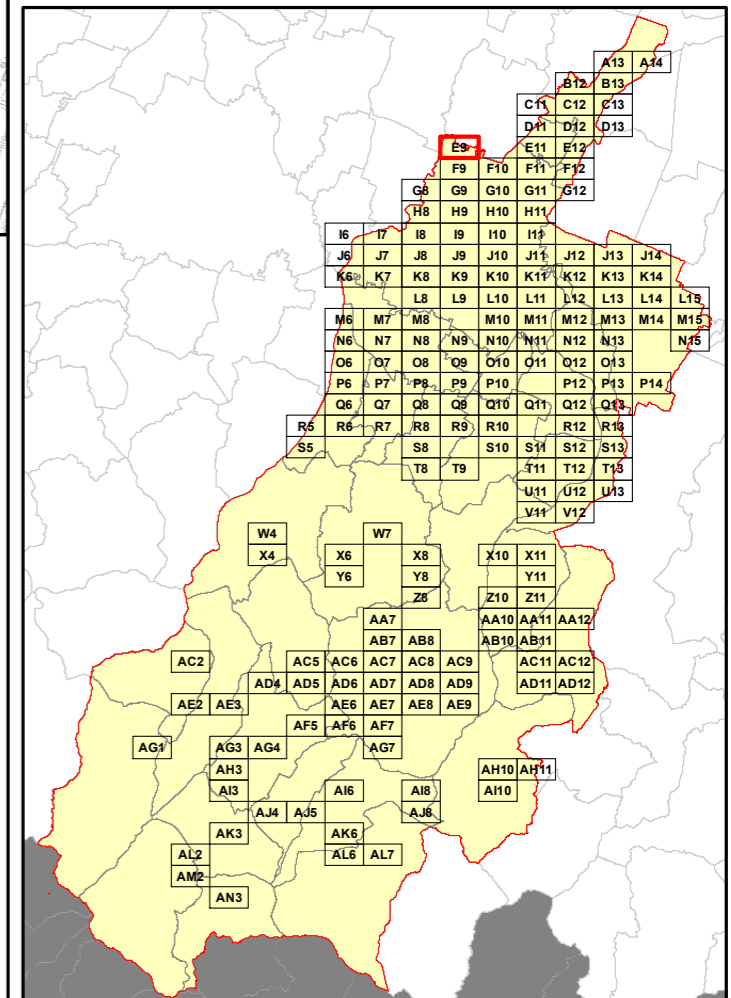 A13 A14
B12 B13
C11 C12 C13
D11 D12 D13
E9 E11 E12
F9 F10 F11 F12
G8 G9 G10 G11 G12
H8 H9 H10 H11
I6 I7 I8 I9 I10 I11
J6 J7 J8 J9 J10 J11 J12 J13 J14
K6 K7 K8 K9 K10 K11 K12 K13 K14
L8 L9 L10 L11 L12 L13 L14 L15
M6 M7 M8 M10 M11 M12 M13 M14 M15
N6 N7 N8 N9 N10 N11 N12 N13 N15
O6 O7 O8 O9 O10 O11 O12 O13
P6 P7 P8 P9 P10 P12 P13 P14
Q6 Q7 Q8 Q9 Q10 Q11 Q12 Q13
R5 R6 R7 R8 R9 R10 R12 R13
S5 S8 S10 S11 S12 S13
T8 T9 T11 T12 T13
U11 U12 U13
V11 V12
W4 W7
X4 X6 X8 X10 X11
Y6 Y8 Y11
Z8 Z10 Z11
AA7 AA10 AA11 AA12
AB7 AB8 AB10 AB11
AC2 AC5 AC6 AC7 AC8 AC9 AC11 AC12
AD4 AD5 AD6 AD7 AD8 AD9 AD11 AD12
AE2 AE3 AE6 AE7 AE8 AE9
AF5 AF6 AF7
AG1 AG3 AG4 AG7
AH3 AH10 AH11
AI3 AI6 AI8 AI10
AJ4 AJ5 AJ8
AK3 AK6
AL2 AL6 AL7
AM2
AN3